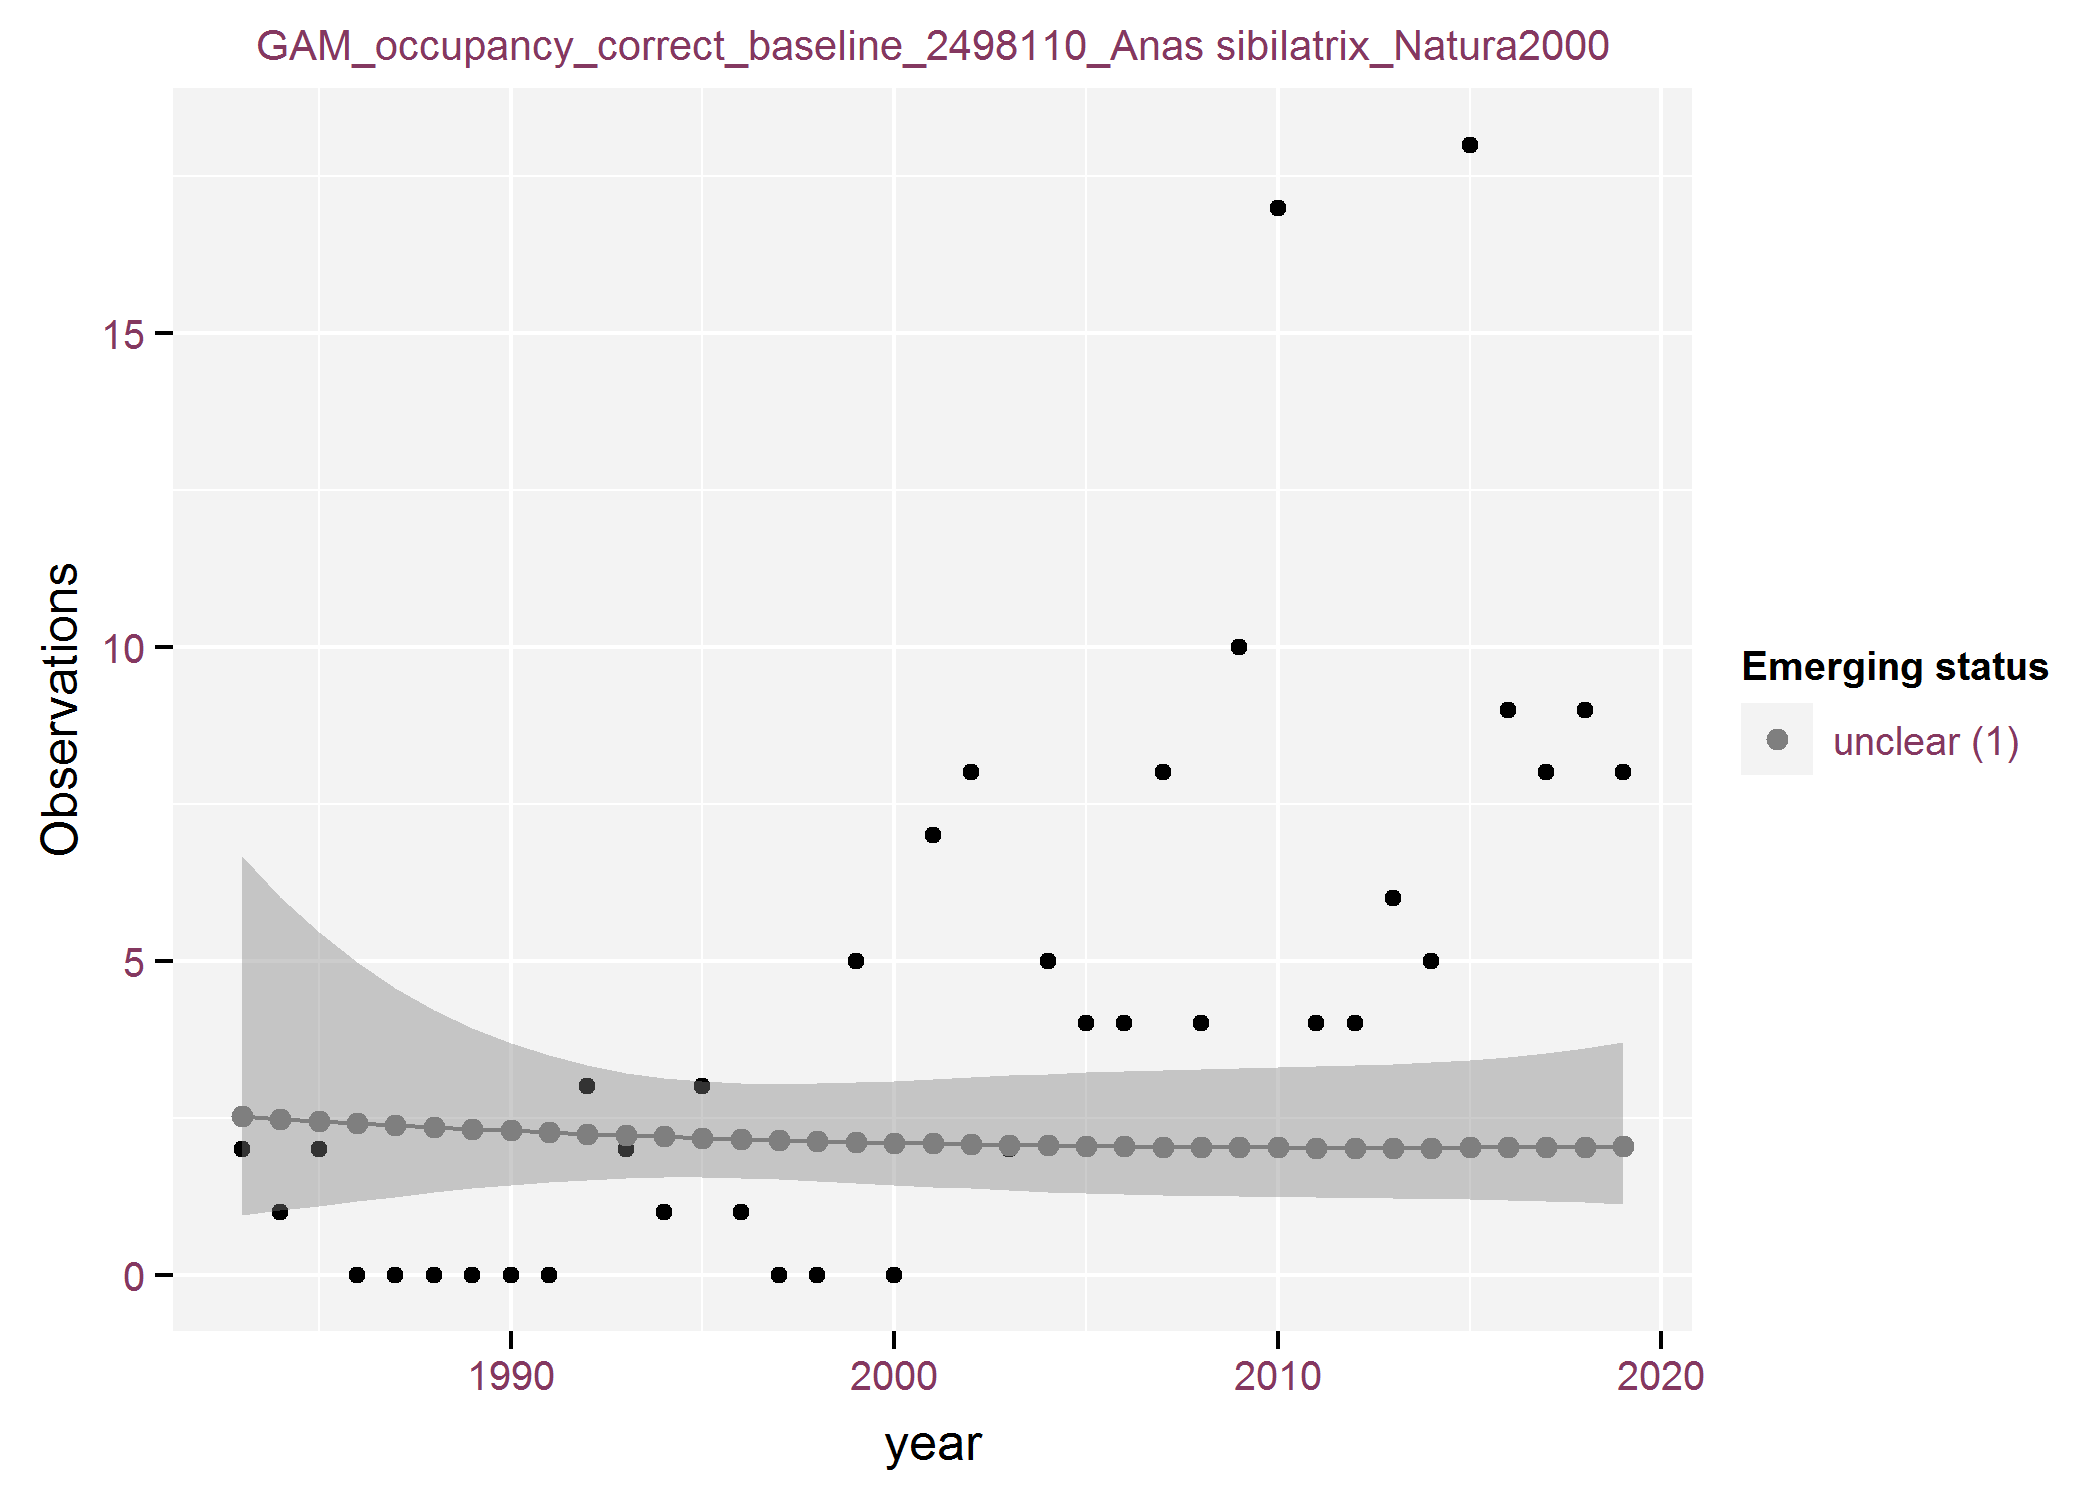 GAM_occupancy_correct_baseline_2498110_Anas sibilatrix_Natura2000
15
10
5
0
Observations
1990 2000 2010 2020
year
Emerging status
unclear (1)